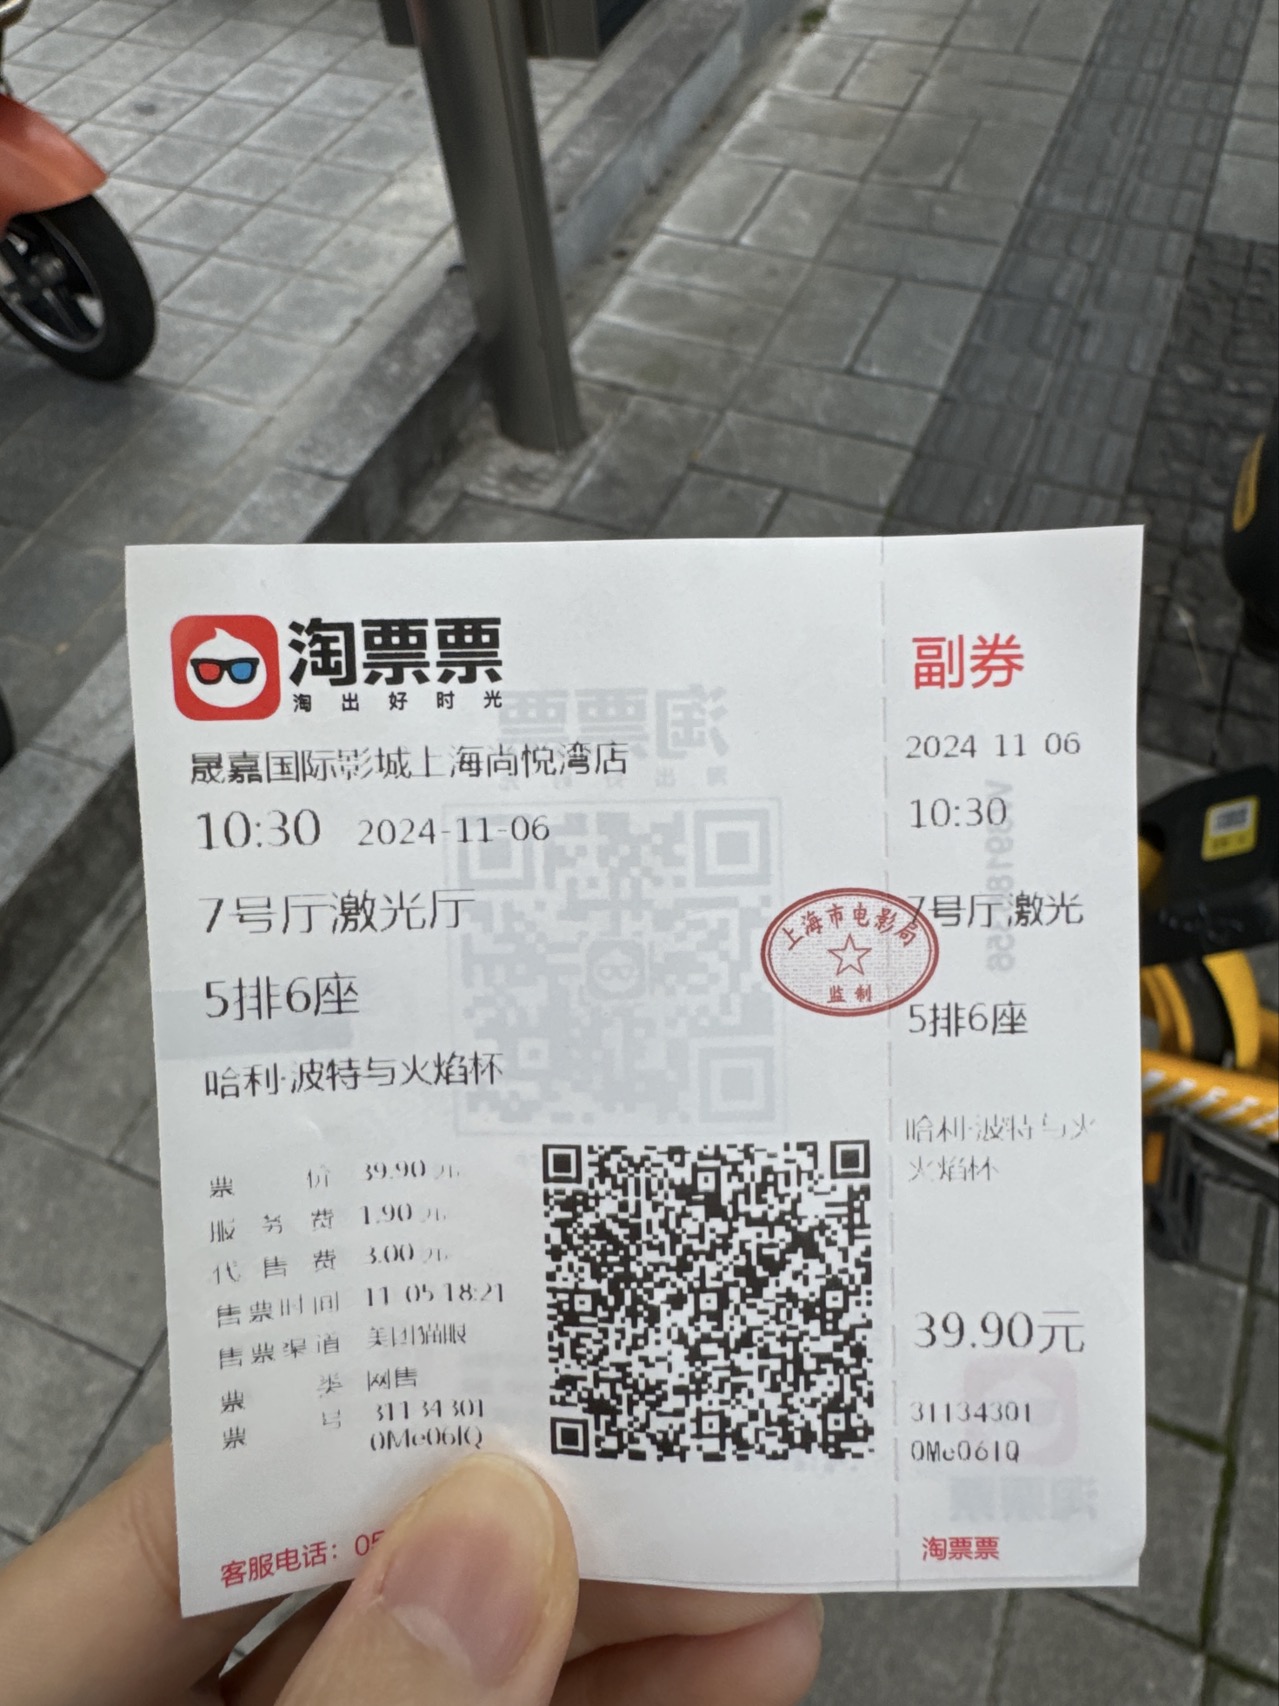 淘票票
淘出好时光
晟嘉国际影城上海尚悦湾店
10:30 2024-11-06
7号厅激光厅
5排6座
哈利·波特与火焰杯
票价 39.90元
服务费 1.90元
代售费 3.00元
售票时间 11-05 18:21
售票渠道 美团猫眼
票类 网售
票号 31134301
0Me06IQ
客服电话：05
上海市电影局
监制
副券
2024 11 06
10:30
7号厅激光
5排6座
哈利·波特与火
火焰杯
39.90元
31134301
0Me06IQ
淘票票